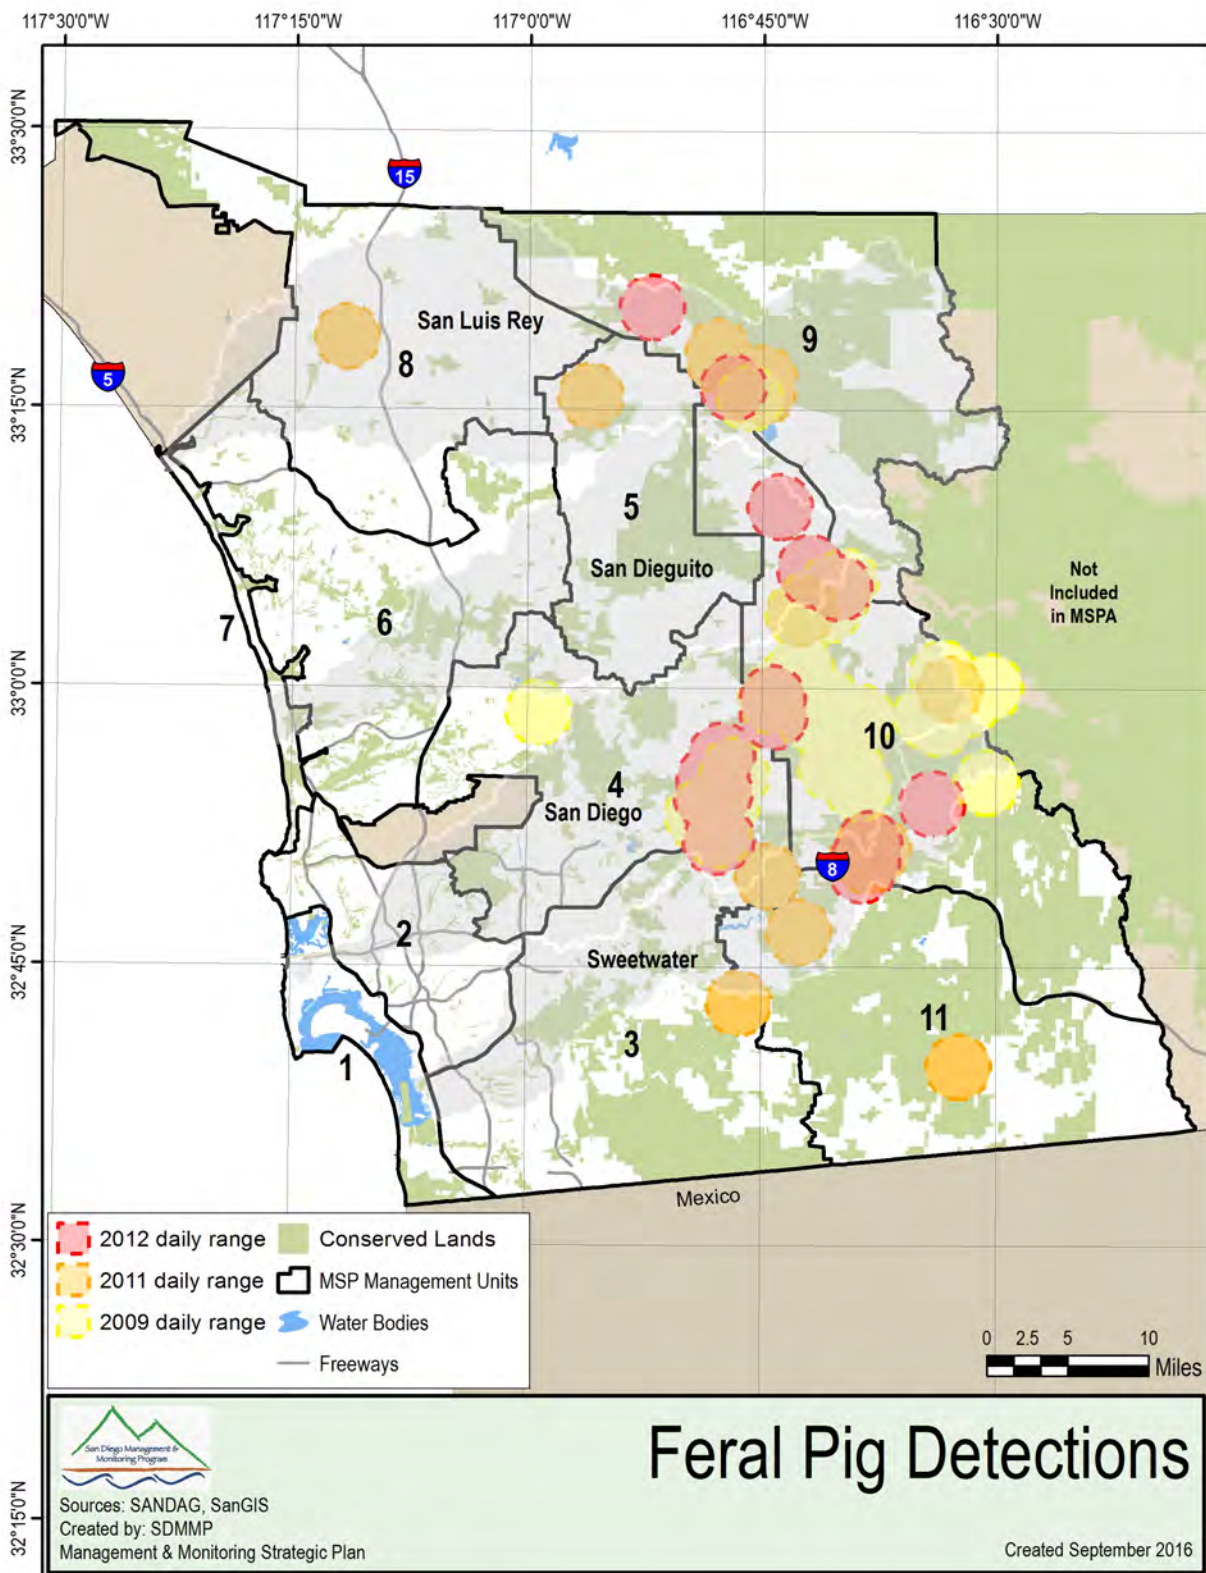 117°30'0"W
117°15'0"W
117°0'0"W
116°45'0"W
116°30'0"W
33°30'0"N
33°15'0"N
33°0'0"N
32°45'0"N
32°30'0"N
32°15'0"N
15
San Luis Rey
9
8
5
5
San Dieguito
Not
Included
in MSPA
6
7
10
4
San Diego
8
2
Sweetwater
11
3
1
Mexico
2012 daily range
2011 daily range
2009 daily range
Conserved Lands
MSP Management Units
Water Bodies
Freeways
0 2.5 5 10
Miles
San Diego Management &
Monitoring Program
Sources: SANDAG, SanGIS
Created by: SDMMP
Management & Monitoring Strategic Plan
Feral Pig Detections
Created September 2016